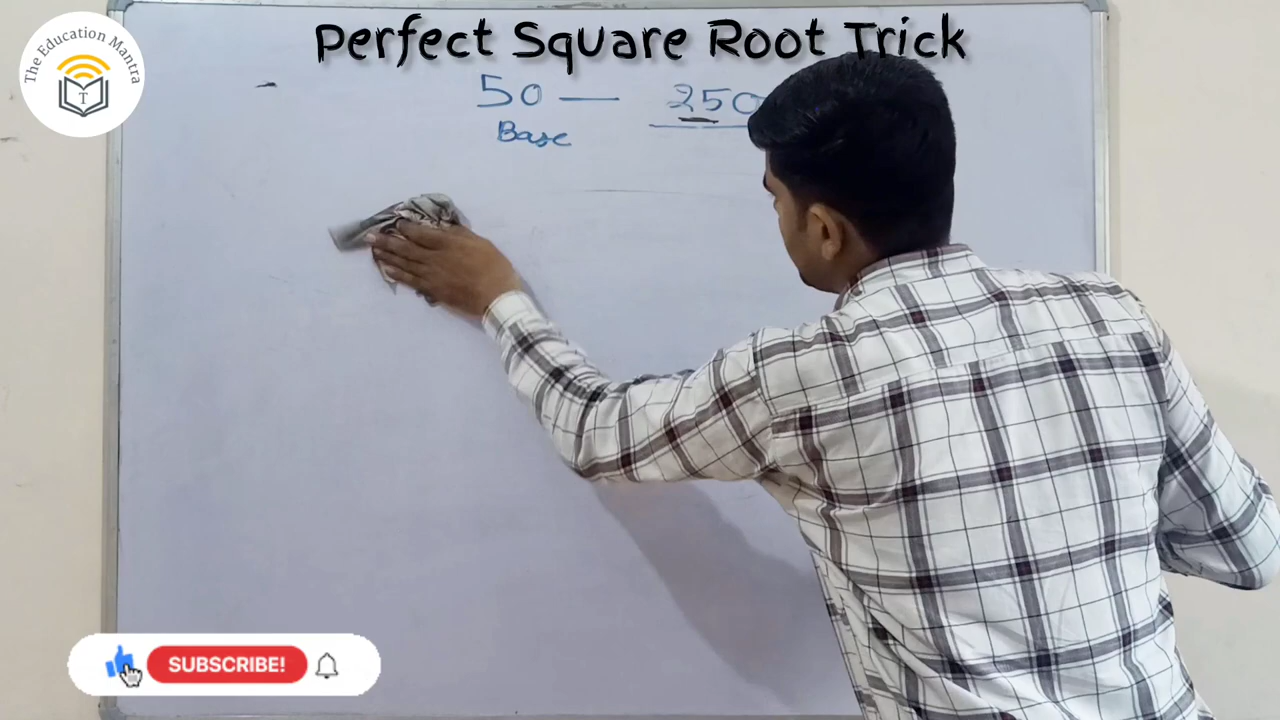 The Education Mantra
T
Perfect Square Root Trick
50 — 250
Base
SUBSCRIBE!